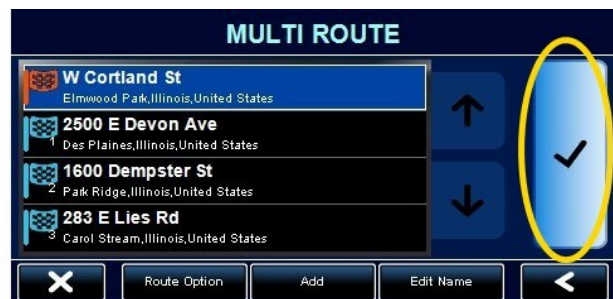 MULTI ROUTE
W Cortland St
Elmwood Park,Illinois,United States
2500 E Devon Ave
1 Des Plaines,Illinois,United States
1600 Dempster St
2 Park Ridge,Illinois,United States
283 E Lies Rd
3 Carol Stream,Illinois,United States
Route Option
Add
Edit Name